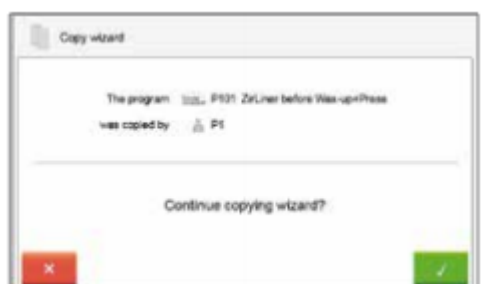 Copy wizard
The program P101 ZirLiner before Wax-up+Press
was copied by P1
Continue copying wizard?